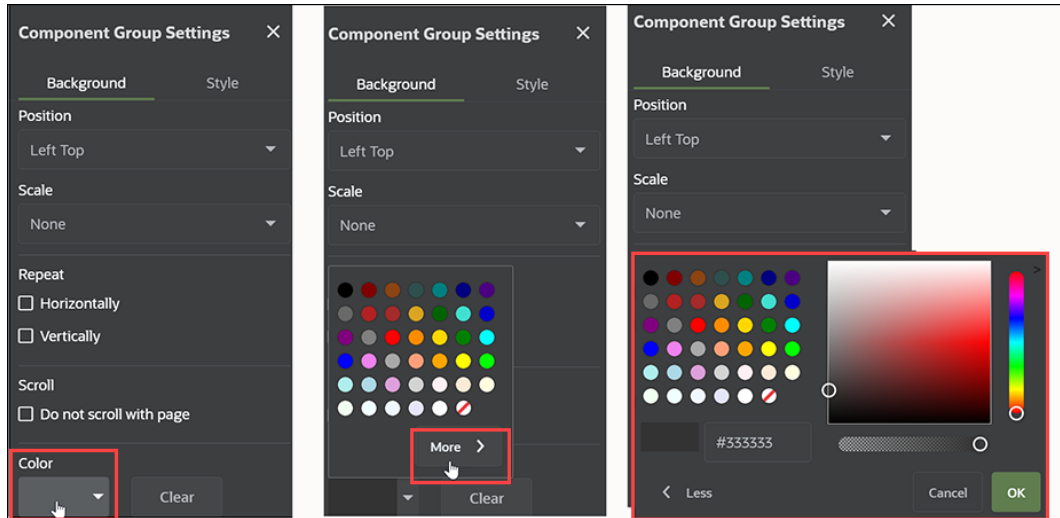 Component Group Settings
Background Style
Position
Left Top
Scale
None
Repeat
Horizontally
Vertically
Scroll
Do not scroll with page
Color
Clear
Component Group Settings
Background Style
Position
Left Top
Scale
None
More
Clear
Component Group Settings
Background Style
Position
Left Top
Scale
None
#333333
Less Cancel OK